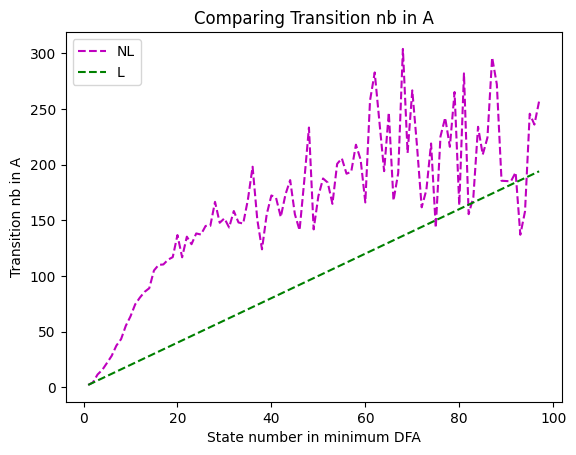 Comparing Transition nb in A
NL
L
300
250
200
150
100
50
0
Transition nb in A
0 20 40 60 80 100
State number in minimum DFA